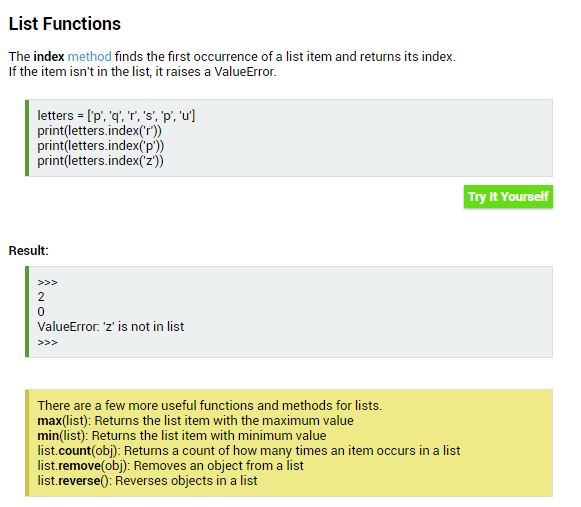 List Functions
The index method finds the first occurrence of a list item and returns its index.
If the item isn't in the list, it raises a ValueError.
letters = ['p', 'q', 'r', 's', 'p', 'u']
print(letters.index('r'))
print(letters.index('p'))
print(letters.index('z'))
Try It Yourself
Result:
>>>
2
0
ValueError: 'z' is not in list
>>>
There are a few more useful functions and methods for lists.
max(list): Returns the list item with the maximum value
min(list): Returns the list item with minimum value
list.count(obj): Returns a count of how many times an item occurs in a list
list.remove(obj): Removes an object from a list
list.reverse(): Reverses objects in a list